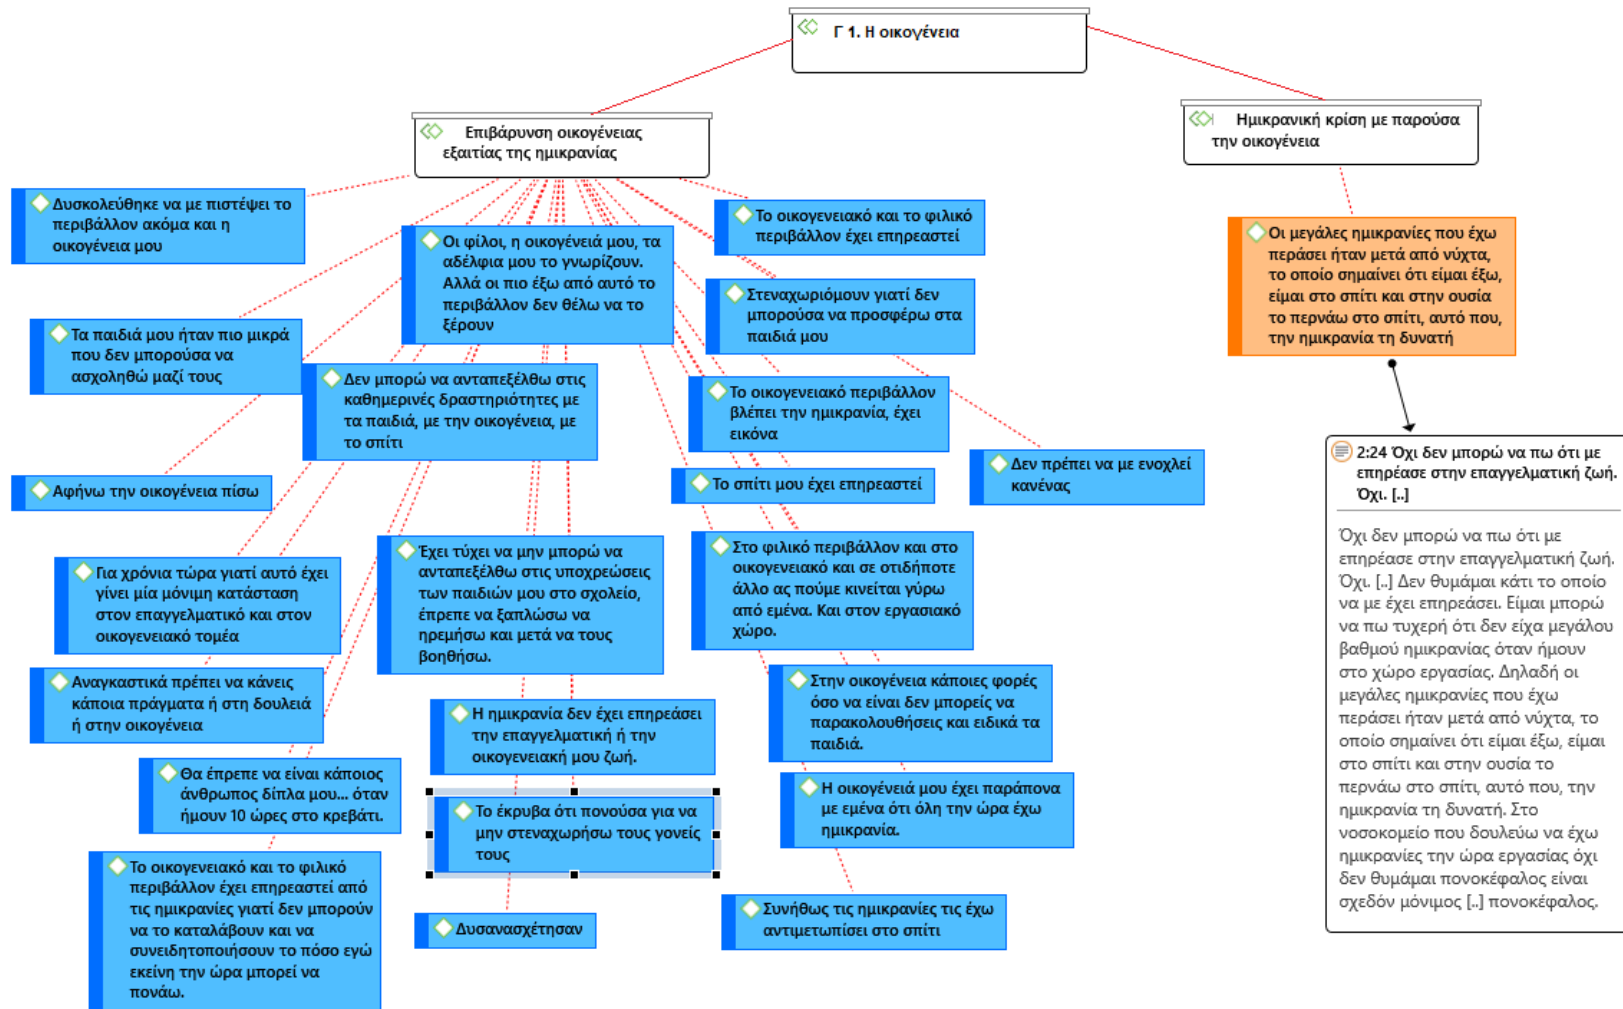 Γ 1. Η οικογένεια
Επιβάρυνση οικογένειας
εξαιτίας της ημικρανίας
Ημικρανική κρίση με παρούσα
την οικογένεια
Δυσκολεύθηκε να με πιστέψει το
περιβάλλον ακόμα και η
οικογένεια μου
Οι φίλοι, η οικογένειά μου, τα
αδέλφια μου το γνωρίζουν.
Αλλά οι πιο έξω από αυτό το
περιβάλλον δεν θέλω να το
ξέρουν
Το οικογενειακό και το φιλικό
περιβάλλον έχει επηρεαστεί
Στεναχωριόμουν γιατί δεν
μπορούσα να προσφέρω στα
παιδιά μου
Τα παιδιά μου ήταν πιο μικρά
που δεν μπορούσα να
ασχοληθώ μαζί τους
Δεν μπορώ να ανταπεξέλθω στις
καθημερινές δραστηριότητες με
τα παιδιά, με την οικογένεια, με
το σπίτι
Το οικογενειακό περιβάλλον
βλέπει την ημικρανία, έχει
εικόνα
Δεν πρέπει να με ενοχλεί
κανένας
Αφήνω την οικογένεια πίσω
Το σπίτι μου έχει επηρεαστεί
Για χρόνια τώρα γιατί αυτό έχει
γίνει μία μόνιμη κατάσταση
στον επαγγελματικό και στον
οικογενειακό τομέα
Έχει τύχει να μην μπορώ να
ανταπεξέλθω στις υποχρεώσεις
των παιδιών μου στο σχολείο,
έπρεπε να ξαπλώσω να
ηρεμήσω και μετά να τους
βοηθήσω.
Στο φιλικό περιβάλλον και στο
οικογενειακό και σε οτιδήποτε
άλλο ας πούμε κινείται γύρω
από εμένα. Και στον εργασιακό
χώρο.
Αναγκαστικά πρέπει να κάνεις
κάποια πράγματα ή στη δουλειά
ή στην οικογένεια
Η ημικρανία δεν έχει επηρεάσει
την επαγγελματική ή την
οικογενειακή μου ζωή.
Στην οικογένεια κάποιες φορές
όσο να είναι δεν μπορείς να
παρακολουθήσεις και ειδικά τα
παιδιά.
Θα έπρεπε να είναι κάποιος
άνθρωπος δίπλα μου... όταν
ήμουν 10 ώρες στο κρεβάτι.
Το έκρυβα ότι πονούσα για να
μην στεναχωρήσω τους γονείς
τους
Η οικογένειά μου έχει παράπονα
με εμένα ότι όλη την ώρα έχω
ημικρανία.
Το οικογενειακό και το φιλικό
περιβάλλον έχει επηρεαστεί από
τις ημικρανίες γιατί δεν μπορούν
να το καταλάβουν και να
συνειδητοποιήσουν το πόσο εγώ
εκείνη την ώρα μπορεί να
πονάω.
Δυσανασχέτησαν
Συνήθως τις ημικρανίες τις έχω
αντιμετωπίσει στο σπίτι
Οι μεγάλες ημικρανίες που έχω
περάσει ήταν μετά από νύχτα,
το οποίο σημαίνει ότι είμαι έξω,
είμαι στο σπίτι και στην ουσία
το περνάω στο σπίτι, αυτό που,
την ημικρανία τη δυνατή
2:24 Όχι δεν μπορώ να πω ότι με
επηρέασε στην επαγγελματική ζωή.
Όχι. [..]
Όχι δεν μπορώ να πω ότι με
επηρέασε στην επαγγελματική ζωή.
Όχι. [..] Δεν θυμάμαι κάτι το οποίο
να με έχει επηρεάσει. Είμαι μπορώ
να πω τυχερή ότι δεν είχα μεγάλου
βαθμού ημικρανίας όταν ήμουν
στο χώρο εργασίας. Δηλαδή οι
μεγάλες ημικρανίες που έχω
περάσει ήταν μετά από νύχτα, το
οποίο σημαίνει ότι είμαι έξω, είμαι
στο σπίτι και στην ουσία το
περνάω στο σπίτι, αυτό που, την
ημικρανία τη δυνατή. Στο
νοσοκομείο που δουλεύω να έχω
ημικρανίες την ώρα εργασίας όχι
δεν θυμάμαι πονοκέφαλος είναι
σχεδόν μόνιμος [..] πονοκέφαλος.